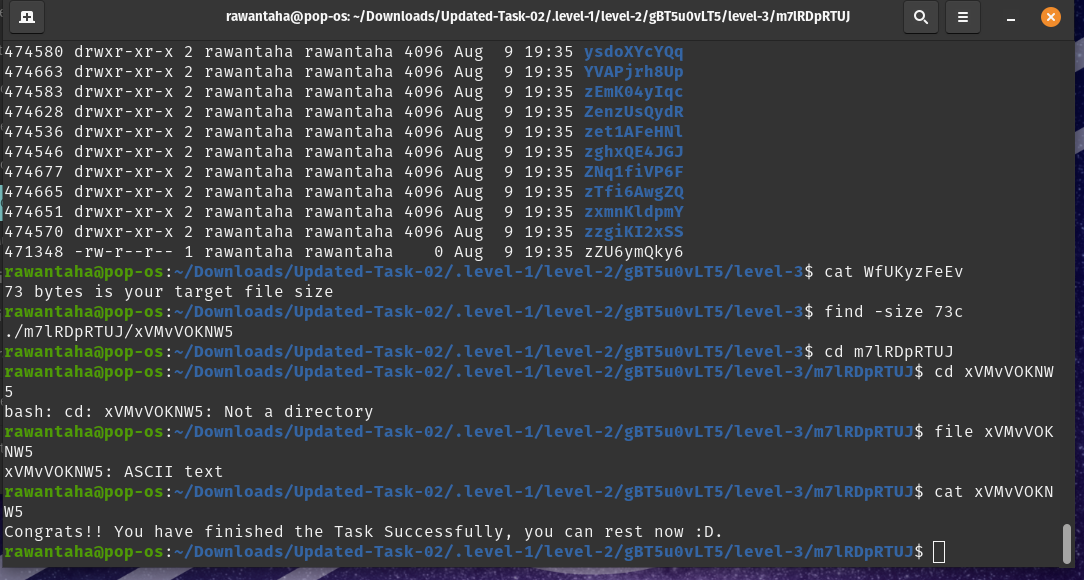 rawantaha@pop-os: ~/Downloads/Updated-Task-02/.level-1/level-2/gBT5u0vLT5/level-3/m7lRDpRTUJ
474580 drwxr-xr-x 2 rawantaha rawantaha 4096 Aug  9 19:35 ysdoXYcYQq
474663 drwxr-xr-x 2 rawantaha rawantaha 4096 Aug  9 19:35 YVAPjrh8Up
474583 drwxr-xr-x 2 rawantaha rawantaha 4096 Aug  9 19:35 zEmK04yIqc
474628 drwxr-xr-x 2 rawantaha rawantaha 4096 Aug  9 19:35 ZenzUsQydR
474536 drwxr-xr-x 2 rawantaha rawantaha 4096 Aug  9 19:35 zet1AFeHNl
474546 drwxr-xr-x 2 rawantaha rawantaha 4096 Aug  9 19:35 zghxQE4JGJ
474677 drwxr-xr-x 2 rawantaha rawantaha 4096 Aug  9 19:35 ZNq1fiVP6F
474665 drwxr-xr-x 2 rawantaha rawantaha 4096 Aug  9 19:35 zTfi6AwgZQ
474651 drwxr-xr-x 2 rawantaha rawantaha 4096 Aug  9 19:35 zxmnKldpmY
474570 drwxr-xr-x 2 rawantaha rawantaha 4096 Aug  9 19:35 zzgiKI2xSS
471348 -rw-r--r-- 1 rawantaha rawantaha    0 Aug  9 19:35 zZU6ymQky6
rawantaha@pop-os:~/Downloads/Updated-Task-02/.level-1/level-2/gBT5u0vLT5/level-3$ cat WfUKyzFeEv
73 bytes is your target file size
rawantaha@pop-os:~/Downloads/Updated-Task-02/.level-1/level-2/gBT5u0vLT5/level-3$ find -size 73c
./m7lRDpRTUJ/xVMvVOKNW5
rawantaha@pop-os:~/Downloads/Updated-Task-02/.level-1/level-2/gBT5u0vLT5/level-3$ cd m7lRDpRTUJ
rawantaha@pop-os:~/Downloads/Updated-Task-02/.level-1/level-2/gBT5u0vLT5/level-3/m7lRDpRTUJ$ cd xVMvVOKNW
5
bash: cd: xVMvVOKNW5: Not a directory
rawantaha@pop-os:~/Downloads/Updated-Task-02/.level-1/level-2/gBT5u0vLT5/level-3/m7lRDpRTUJ$ file xVMvVOK
NW5
xVMvVOKNW5: ASCII text
rawantaha@pop-os:~/Downloads/Updated-Task-02/.level-1/level-2/gBT5u0vLT5/level-3/m7lRDpRTUJ$ cat xVMvVOKN
W5
Congrats!! You have finished the Task Successfully, you can rest now :D.
rawantaha@pop-os:~/Downloads/Updated-Task-02/.level-1/level-2/gBT5u0vLT5/level-3/m7lRDpRTUJ$